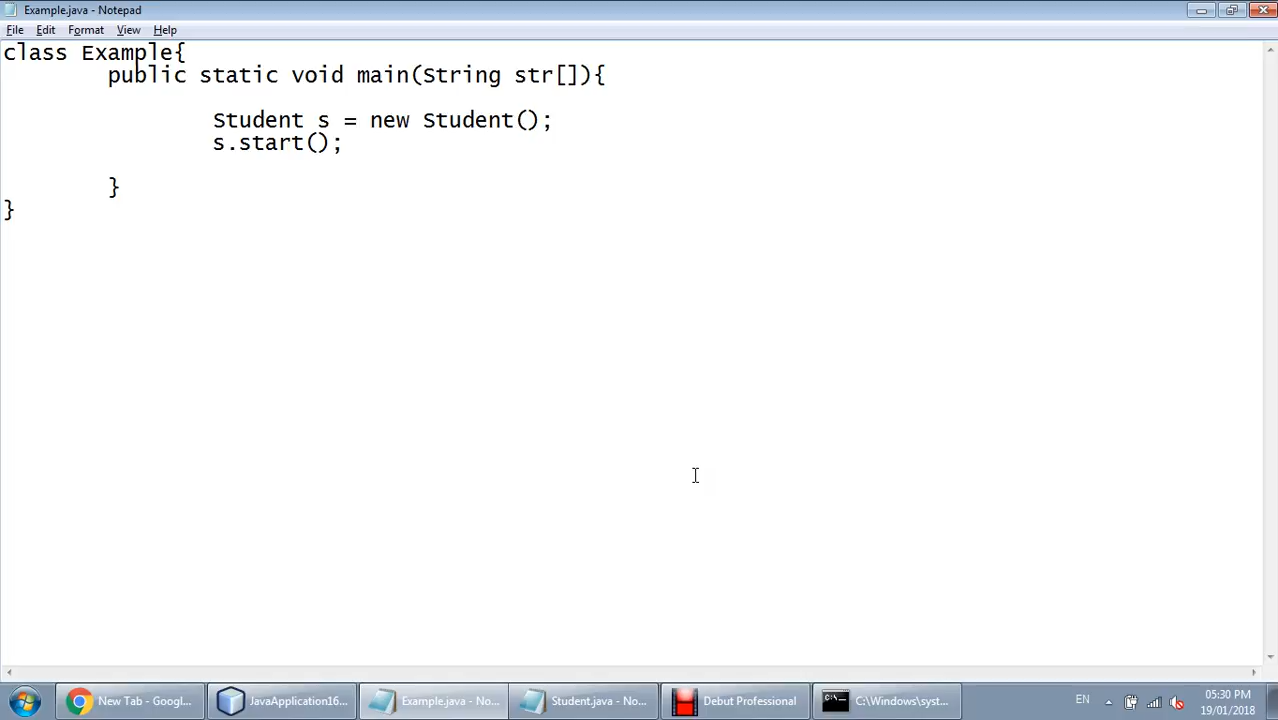 Example.java - Notepad
File Edit Format View Help
class Example{
public static void main(String str[]){
Student s = new Student();
s.start();
}
}
New Tab - Googl...
JavaApplication16...
Example.java - No...
Student.java - No...
Debut Professional
C:\Windows\syst...
EN
05:30 PM
19/01/2018